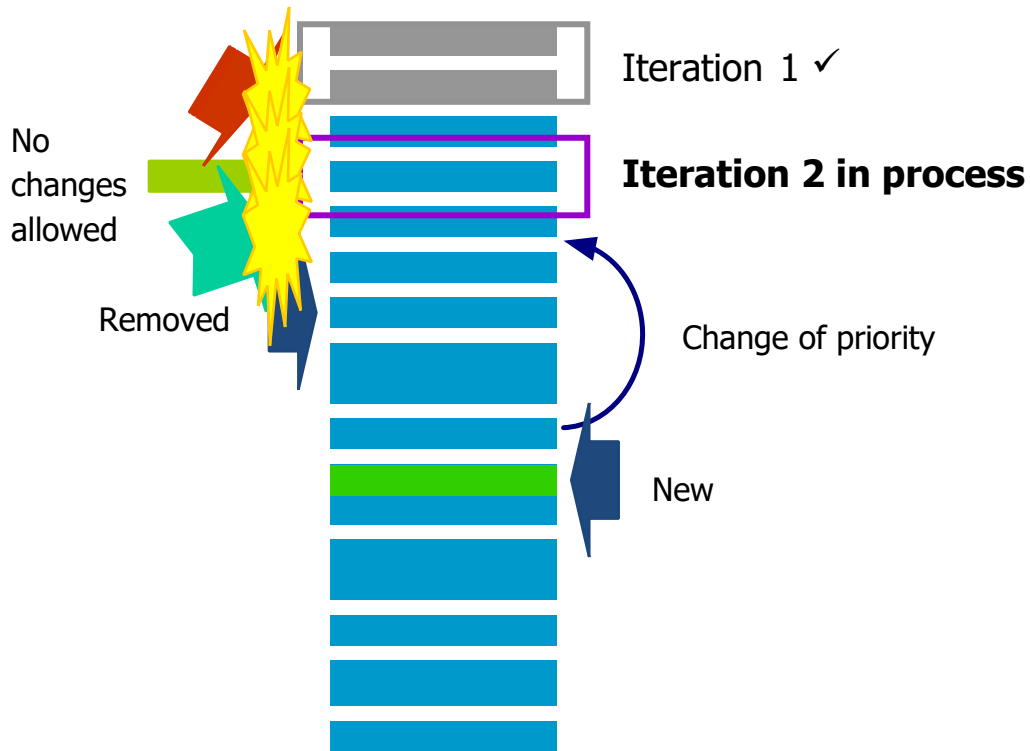 Iteration 1 ✓
No
changes
allowed
Iteration 2 in process
Removed
Change of priority
New